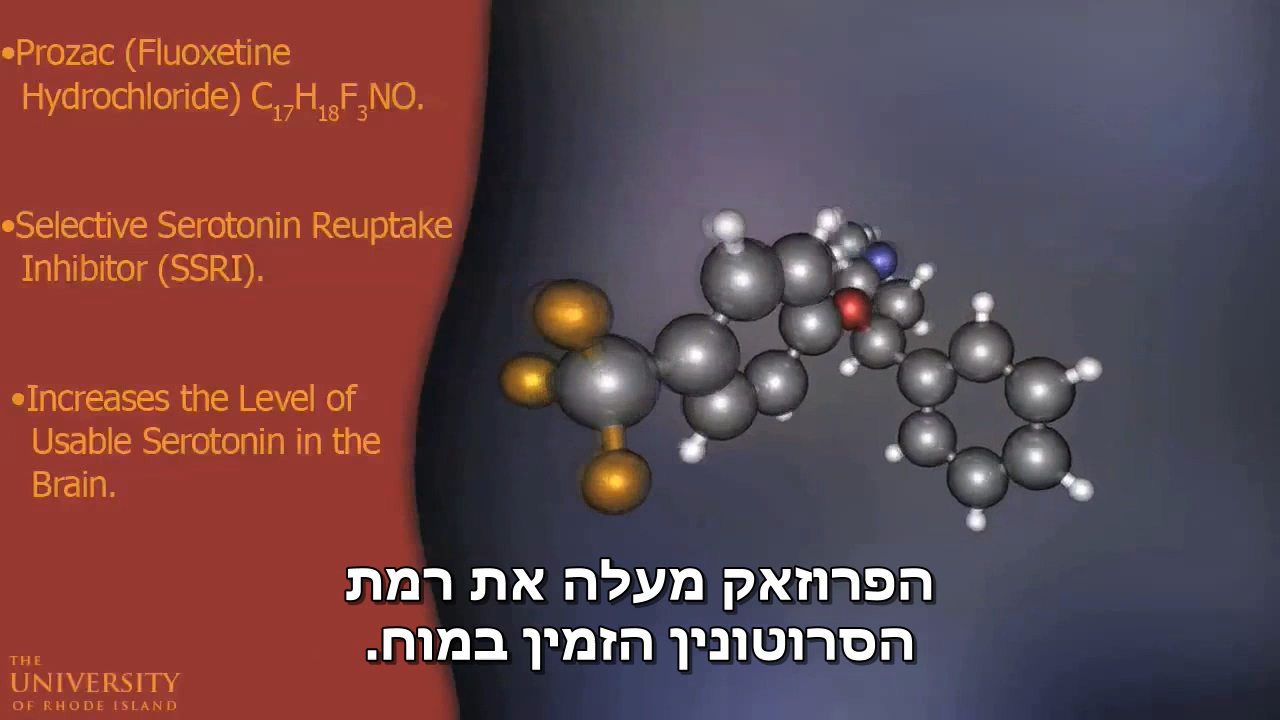 •Prozac (Fluoxetine
Hydrochloride) C17H18F3NO.
•Selective Serotonin Reuptake
Inhibitor (SSRI).
•Increases the Level of
Usable Serotonin in the
Brain.
הפרוזאק מעלה את רמת
הסרוטונין הזמין במוח.
THE
UNIVERSITY
OF RHODE ISLAND